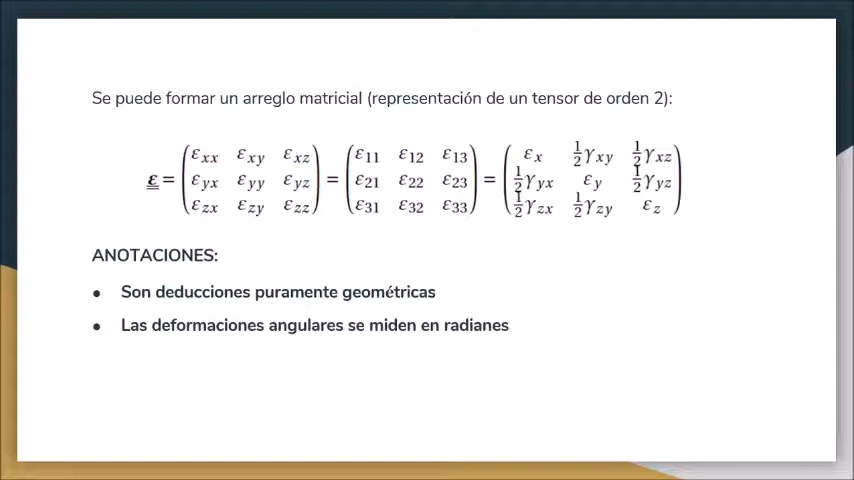 Se puede formar un arreglo matricial (representación de un tensor de orden 2):
ε = (εxx εxy εxz) = (ε11 ε12 ε13) = (εx ½γxy ½γxz)
(εyx εyy εyz) (ε21 ε22 ε23) (½γyx εy ½γyz)
(εzx εzy εzz) (ε31 ε32 ε33) (½γzx ½γzy εz)
ANOTACIONES:
● Son deducciones puramente geométricas
● Las deformaciones angulares se miden en radianes